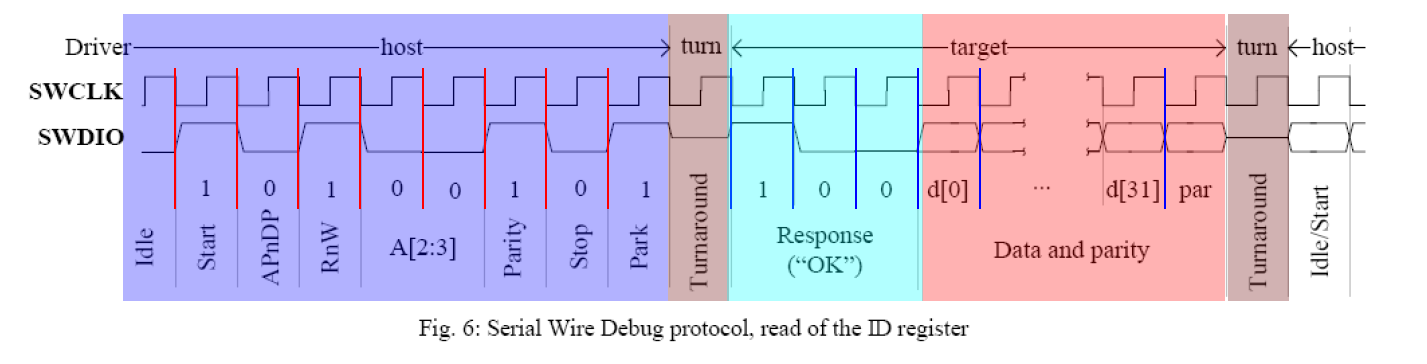 Driver host turn target turn host
SWCLK
SWDIO
1 0 1 0 0 1 0 1 1 0 0 d[0] ... d[31] par
Idle Start APnDP RnW A[2:3] Parity Stop Park Turnaround Response Data and parity Turnaround Idle/Start
(“OK”)
Fig. 6: Serial Wire Debug protocol, read of the ID register